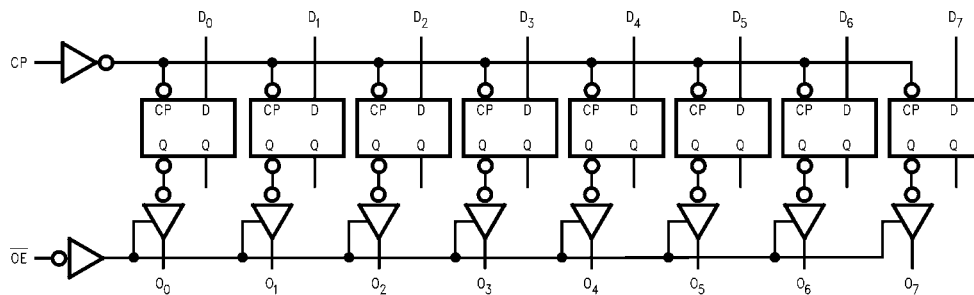 D0 D1 D2 D3 D4 D5 D6 D7
CP
CP D CP D CP D CP D CP D CP D CP D CP D
Q Q Q Q Q Q Q Q Q Q Q Q Q Q Q Q
O̅E̅
O0 O1 O2 O3 O4 O5 O6 O7